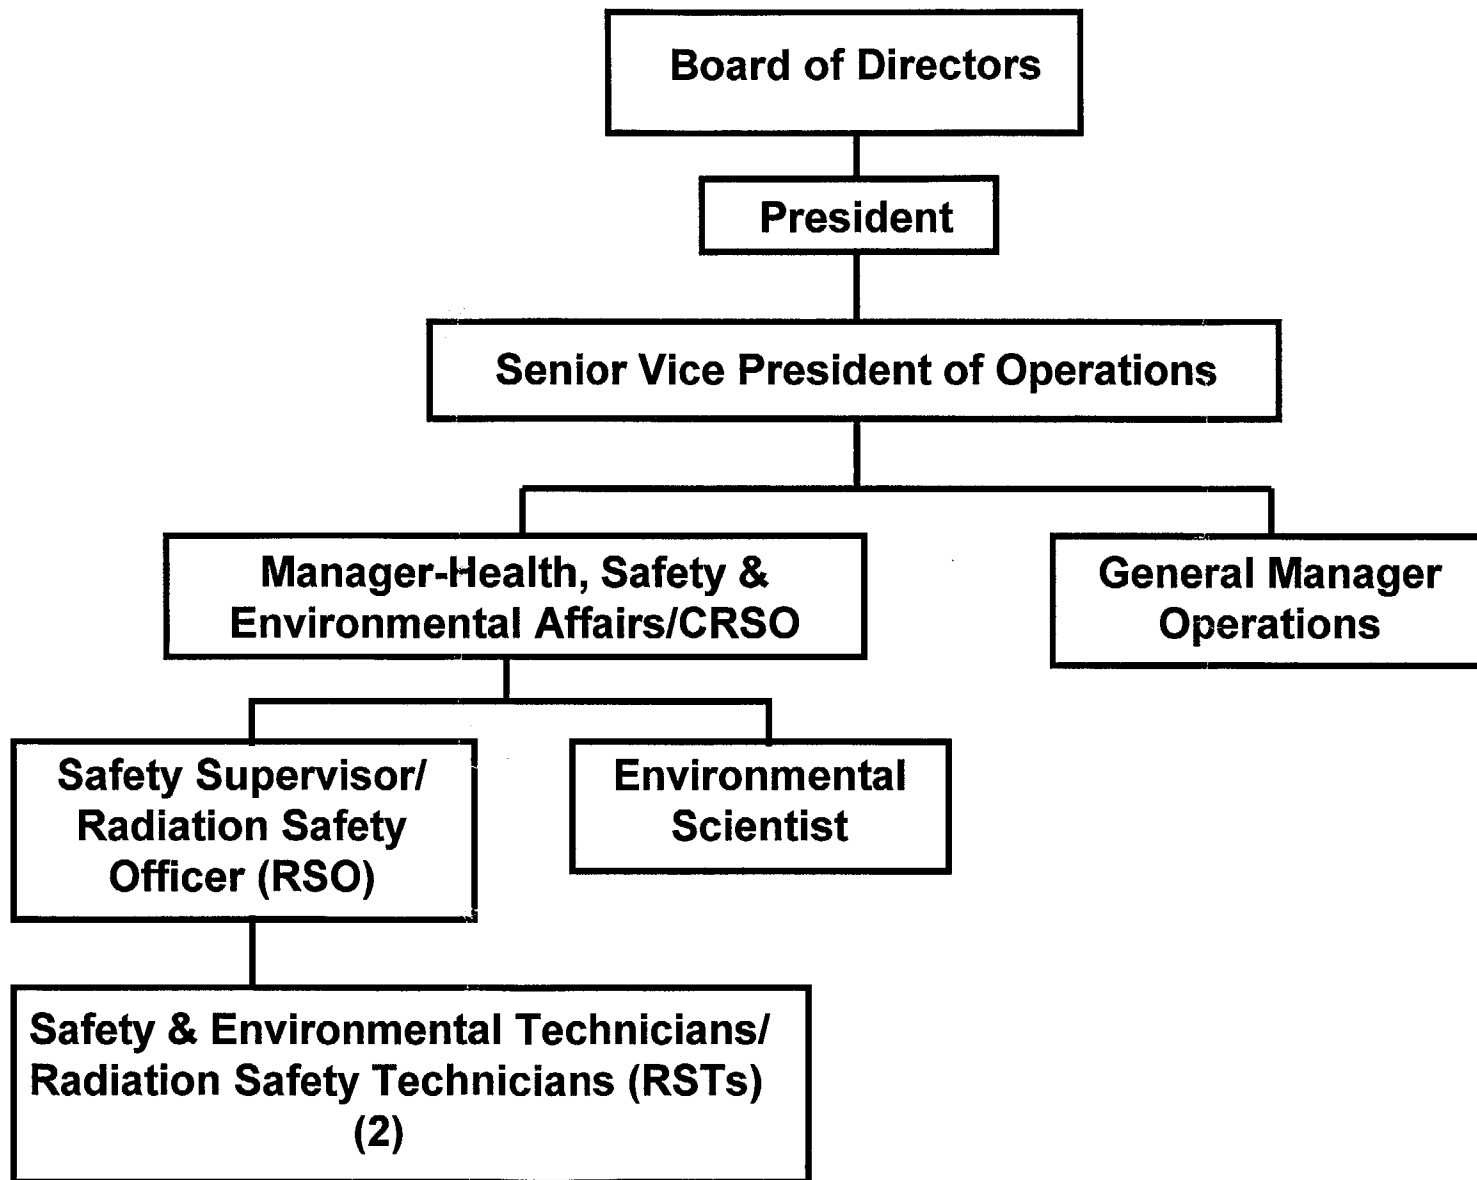 Board of Directors
President
Senior Vice President of Operations
Manager-Health, Safety &
Environmental Affairs/CRSO
General Manager
Operations
Safety Supervisor/
Radiation Safety
Officer (RSO)
Environmental
Scientist
Safety & Environmental Technicians/
Radiation Safety Technicians (RSTs)
(2)